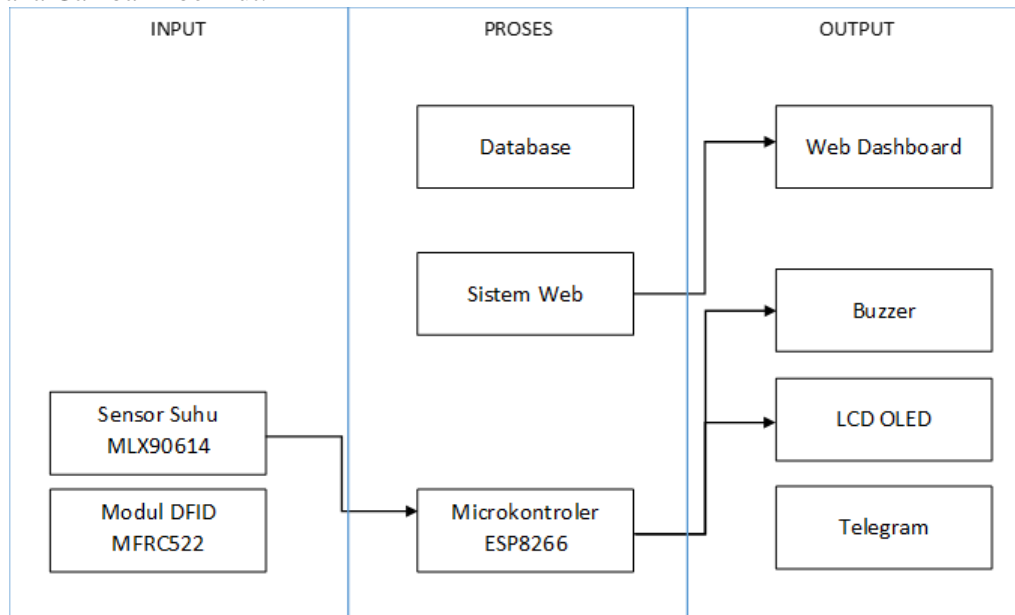 INPUT
PROSES
OUTPUT
Database
Web Dashboard
Sistem Web
Buzzer
Sensor Suhu
MLX90614
LCD OLED
Modul DFID
MFRC522
Microkontroler
ESP8266
Telegram